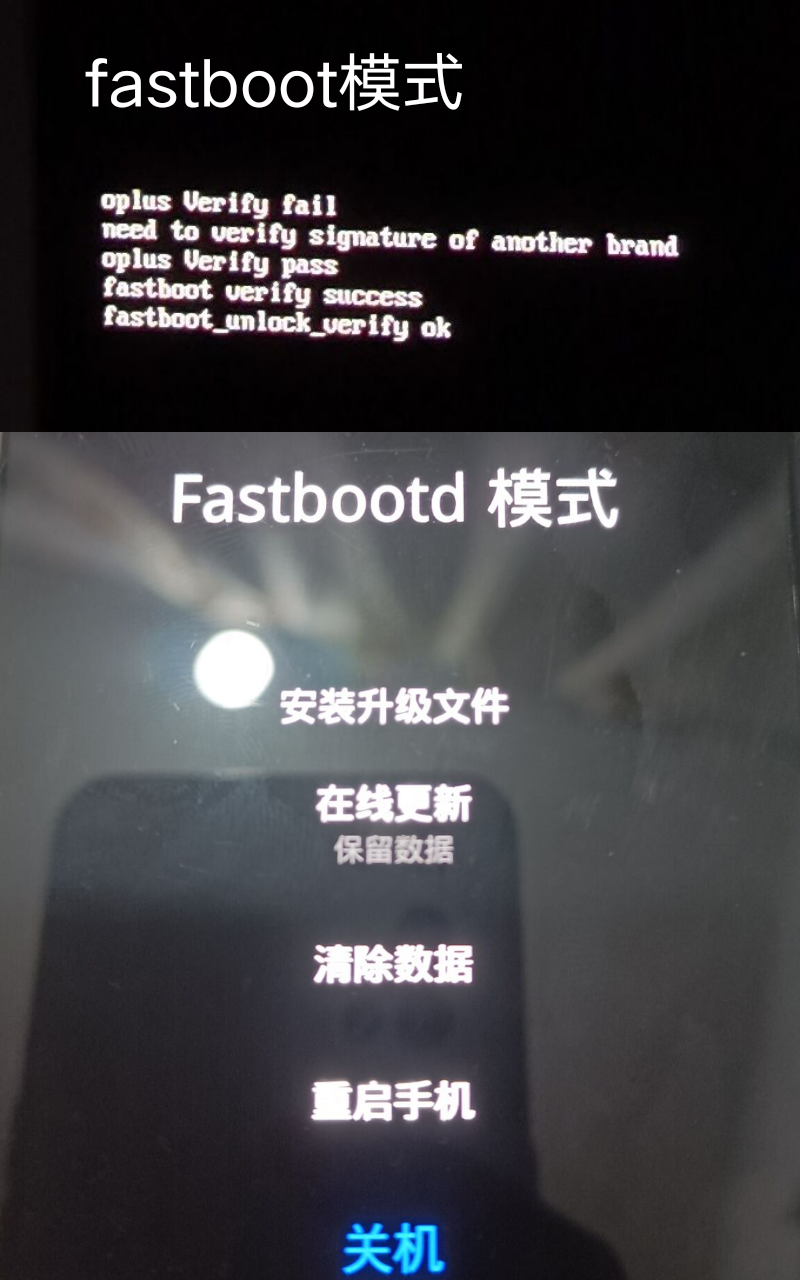 fastboot模式
oplus Verify fail
need to verify signature of another brand
oplus Verify pass
fastboot verify success
fastboot_unlock_verify ok
Fastbootd 模式
安装升级文件
在线更新
保留数据
清除数据
重启手机
关机